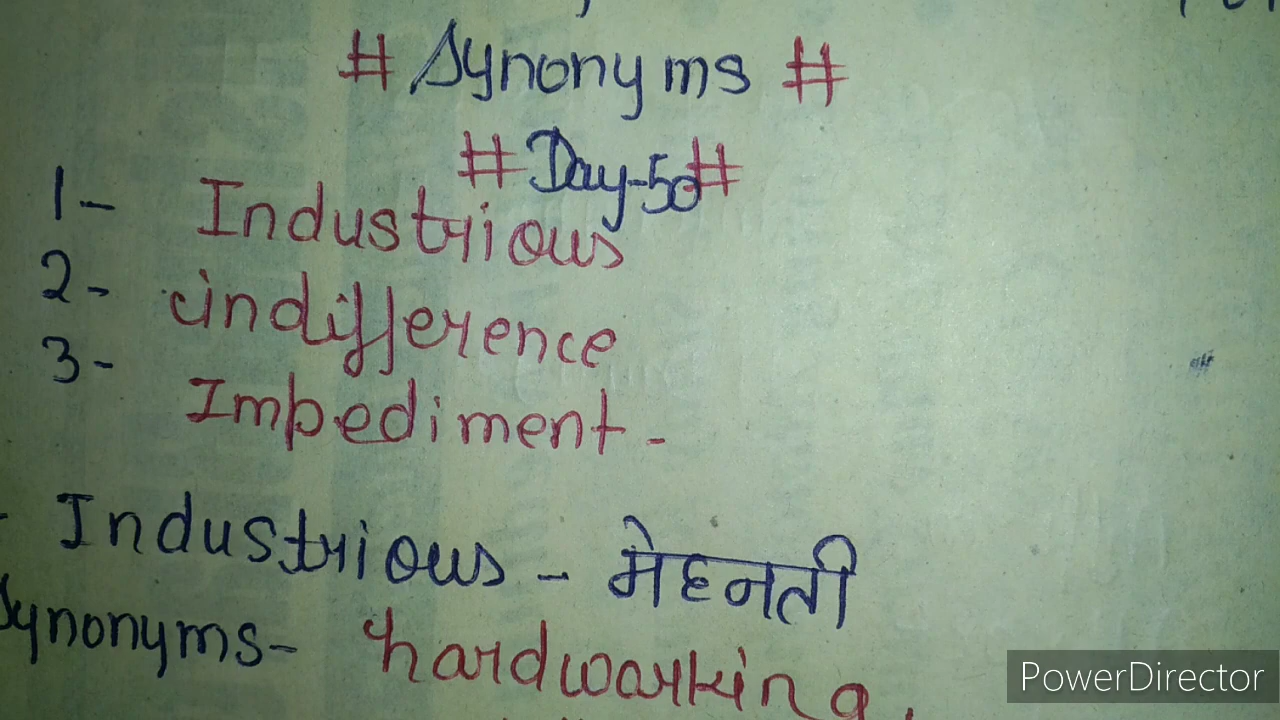 # Synonyms #
# Day-50 #
1- Industrious
2- indifference
3- Impediment -
- Industrious - मेहनती
Synonyms- hardworking,
PowerDirector